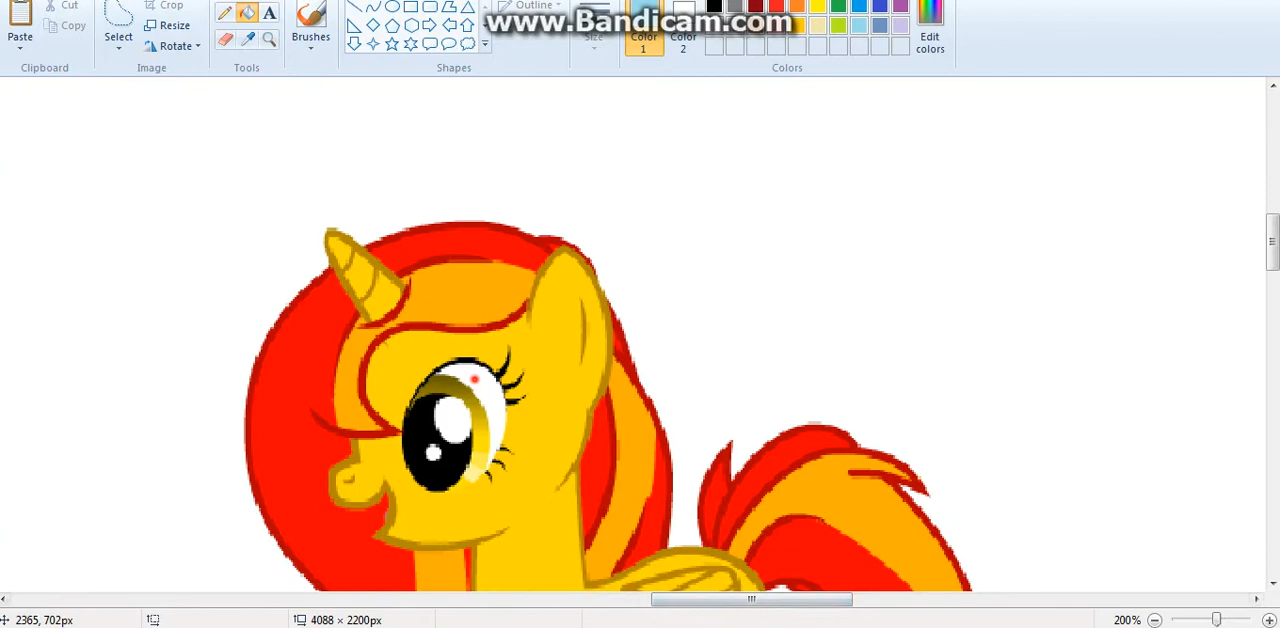 Cut
Crop
Outline
www.Bandicam.com
Paste
Copy
Select
Resize
Rotate
Brushes
A
Size
Color 1
Color 2
Edit colors
Clipboard
Image
Tools
Shapes
Colors
2365, 702px
4088 × 2200px
200%